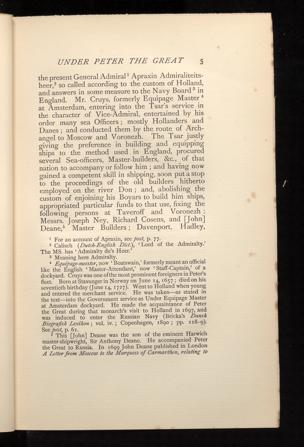 UNDER PETER THE GREAT 5
the present General Admiral¹ Apraxin Admiraliteits-
heer,² so called according to the custom of Holland,
and answers in some measure to the Navy Board³ in
England. Mr. Cruys, formerly Equipage Master⁴
at Amsterdam, entering into the Tsar's service in
the character of Vice-Admiral, entertained by his
order many sea Officers; mostly Hollanders and
Danes; and conducted them by the route of Arch-
angel to Moscow and Voronezh. The Tsar justly
giving the preference in building and equipping
ships to the method used in England, procured
several Sea-officers, Master-builders, &c., of that
nation to accompany or follow him; and having now
gained a competent skill in shipping, soon put a stop
to the proceedings of the old builders hitherto
employed on the river Don; and, abolishing the
custom of enjoining his Boyars to build him ships,
appropriated particular funds to that use, fixing the
following persons at Taveroff and Voronezh;
Messrs. Joseph Ney, Richard Cosens, and [John]
Deane,⁵ Master Builders; Davenport, Hadley,
¹ For an account of Apraxin, see post, p. 77.
² Calisch (Dutch-English Dict.), 'Lord of the Admiralty.'
The MS. has 'Admiralty de's Heer.'
³ Meaning here Admiralty.
⁴ Equipage-meester, now 'Boatswain,' formerly meant an official
like the English 'Master-Attendant,' now 'Staff-Captain,' of a
dockyard. Cruys was one of the most prominent foreigners in Peter's
fleet. Born at Stavanger in Norway on June 14, 1657; died on his
seventieth birthday (June 14, 1727). Went to Holland when young
and entered the merchant service. He was taken—as stated in
the text—into the Government service as Under Equipage Master
at Amsterdam dockyard. He made the acquaintance of Peter
the Great during that monarch's visit to Holland in 1697, and
was induced to enter the Russian Navy (Bricka's Dansk
Biografisk Lexikon; vol. iv.; Copenhagen, 1890; pp. 118-9).
See post, p. 61.
⁵ This [John] Deane was the son of the eminent Harwich
master-shipwright, Sir Anthony Deane. He accompanied Peter
the Great to Russia. In 1699 John Deane published in London
A Letter from Moscow to the Marquess of Carmarthen, relating to